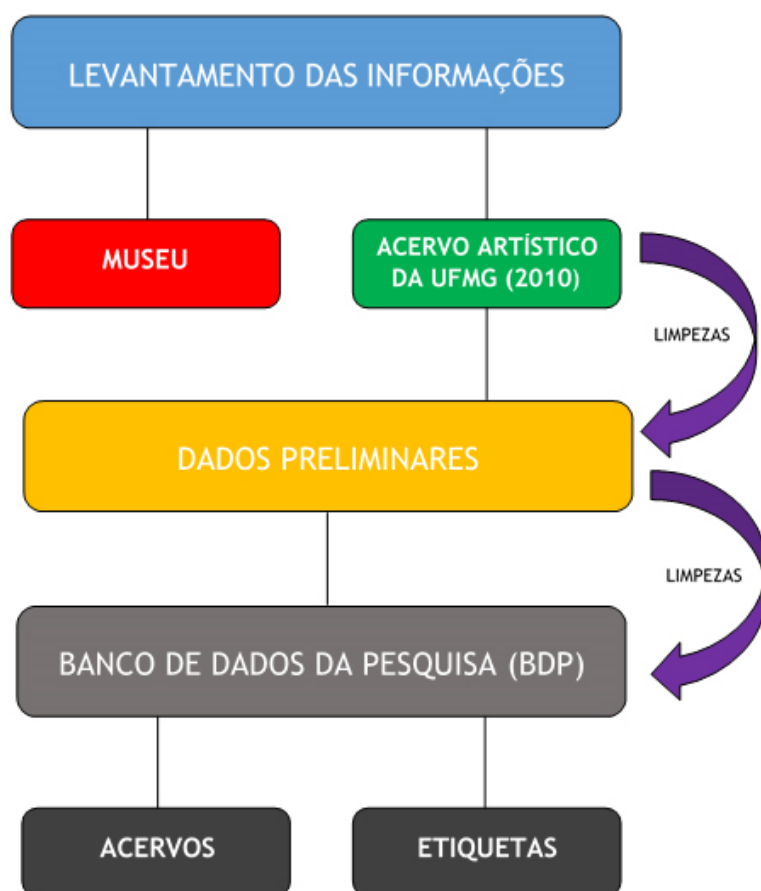 LEVANTAMENTO DAS INFORMAÇÕES
MUSEU
ACERVO ARTÍSTICO
DA UFMG (2010)
LIMPEZAS
DADOS PRELIMINARES
LIMPEZAS
BANCO DE DADOS DA PESQUISA (BDP)
ACERVOS
ETIQUETAS